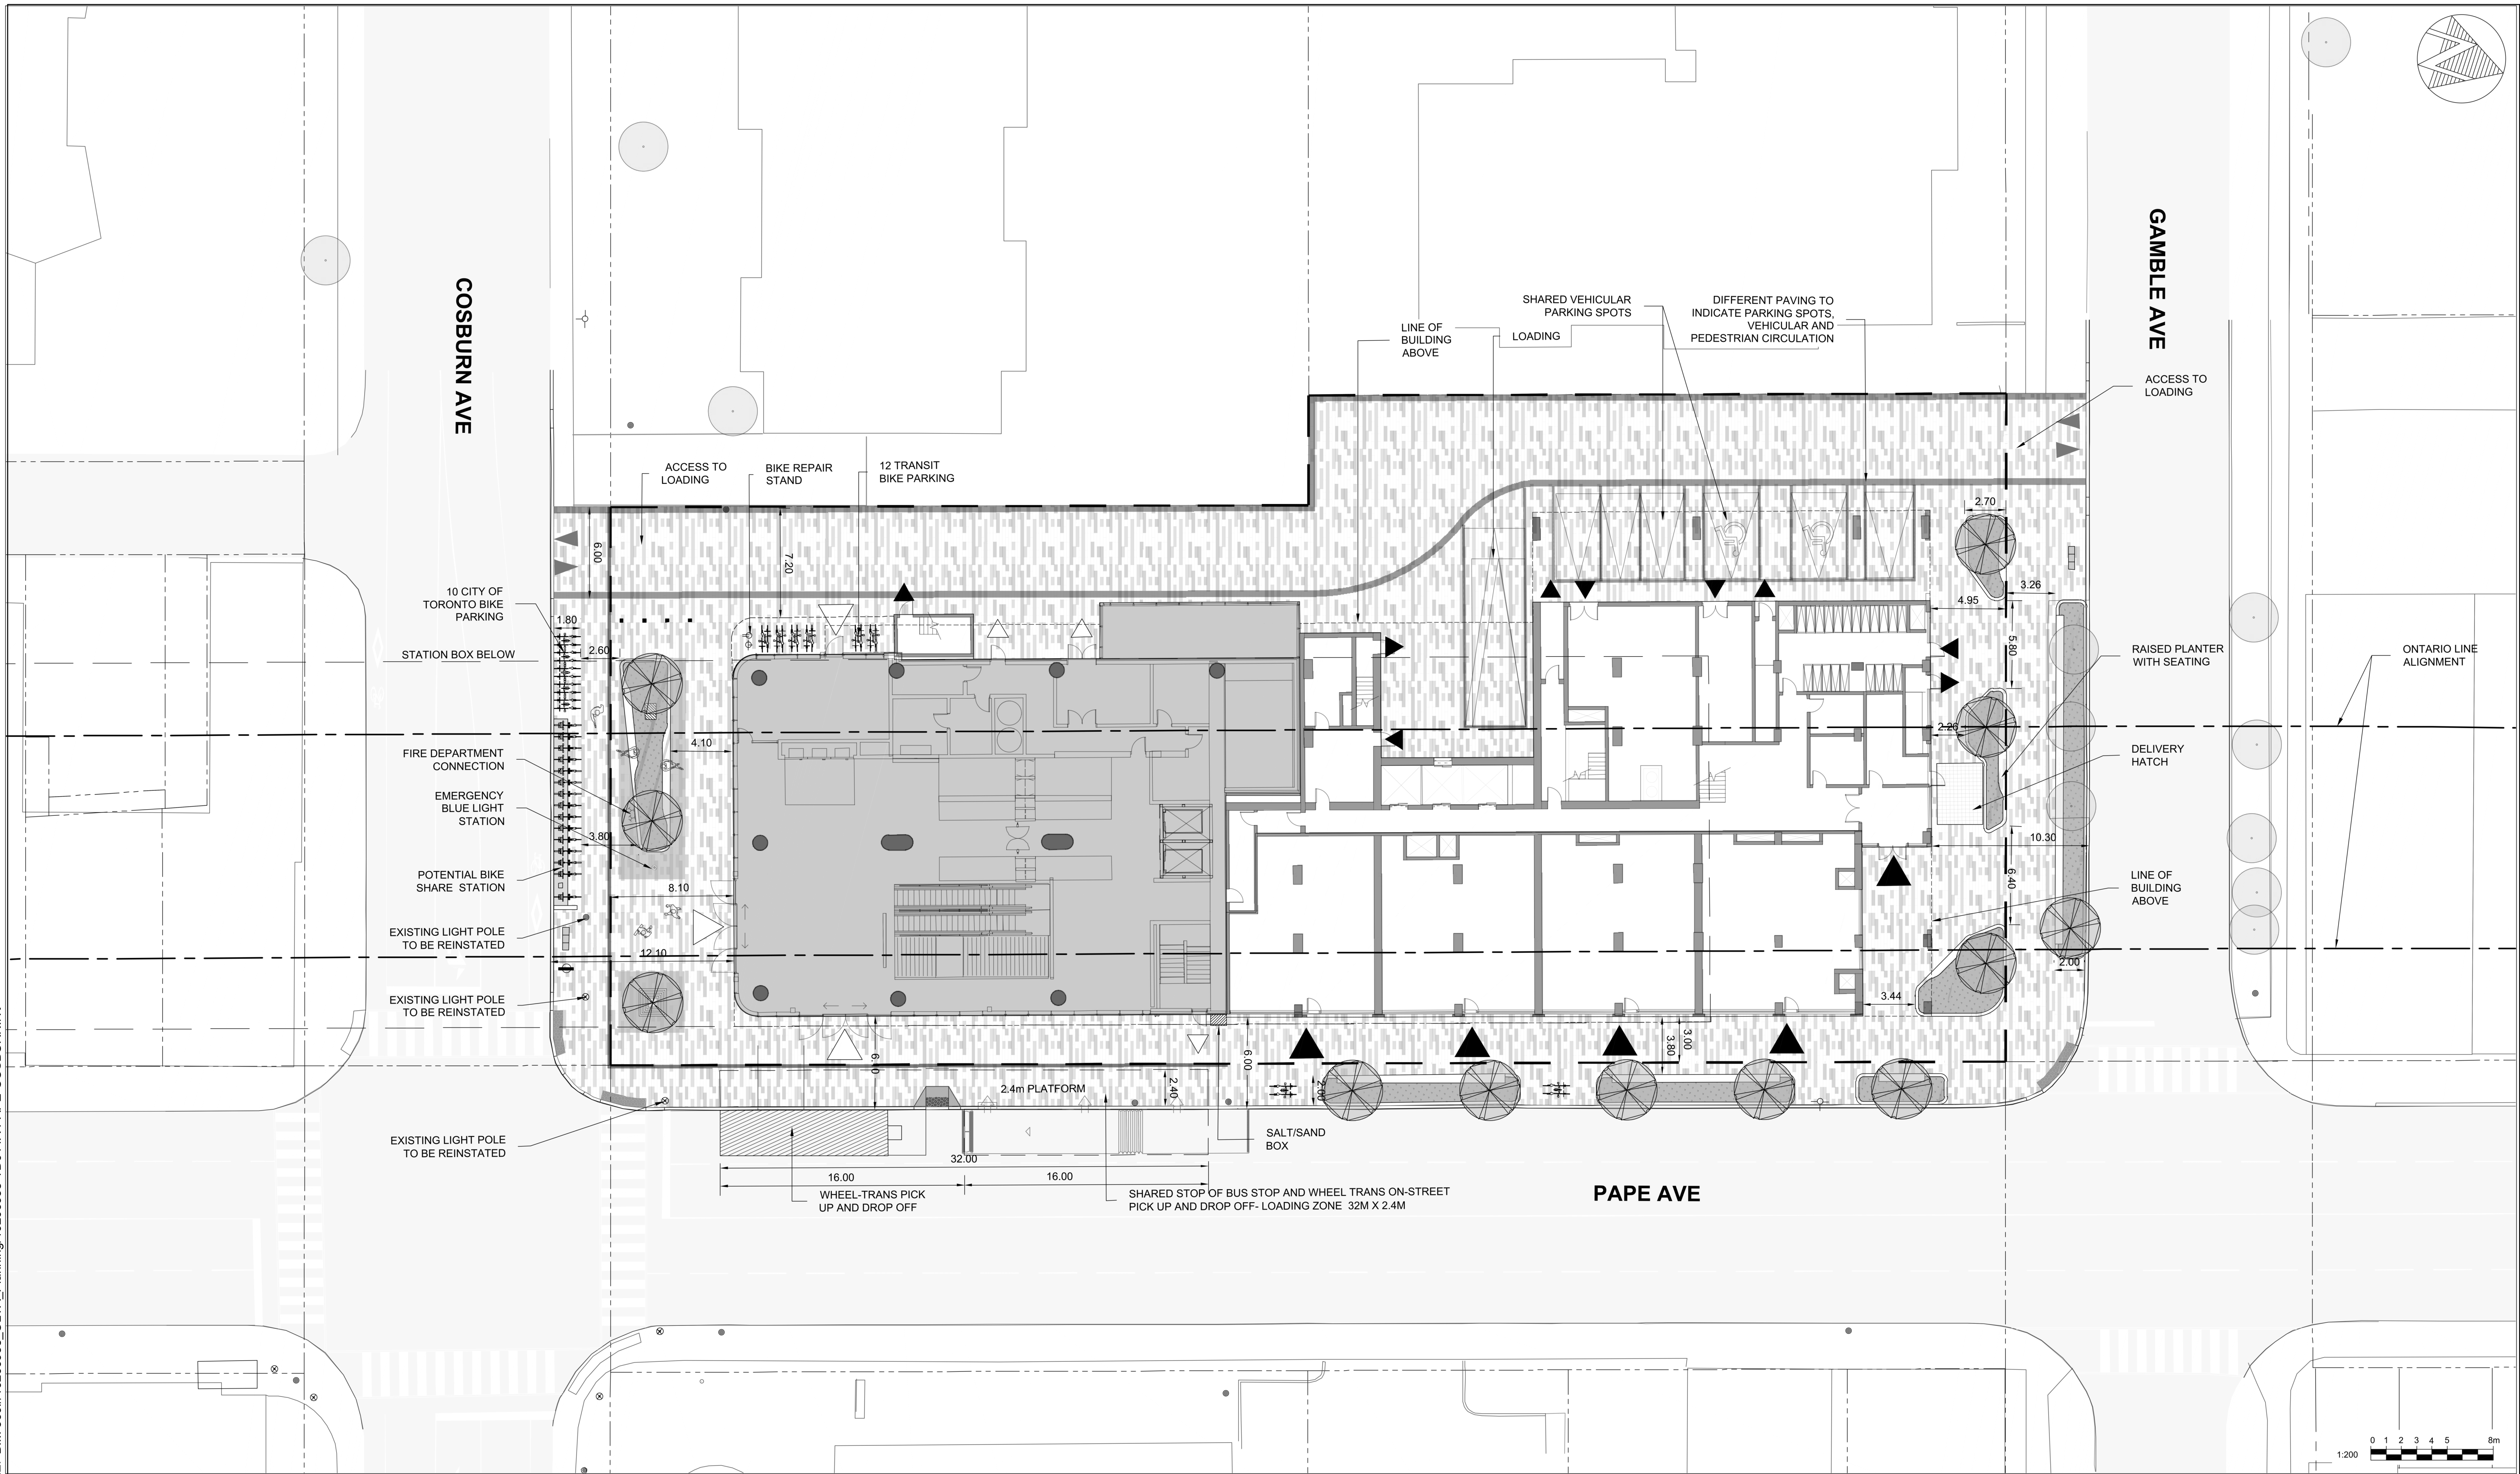 COSBURN AVE
GAMBLE AVE
SHARED VEHICULAR
PARKING SPOTS
DIFFERENT PAVING TO
INDICATE PARKING SPOTS,
VEHICULAR AND
PEDESTRIAN CIRCULATION
LINE OF
BUILDING
ABOVE
LOADING
ACCESS TO
LOADING
ACCESS TO
LOADING
BIKE REPAIR
STAND
12 TRANSIT
BIKE PARKING
2.70
6.00
7.20
10 CITY OF
TORONTO BIKE
PARKING
1.80
3.26
4.95
STATION BOX BELOW
2.60
5.80
RAISED PLANTER
WITH SEATING
ONTARIO LINE
ALIGNMENT
2.26
4.10
FIRE DEPARTMENT
CONNECTION
DELIVERY
HATCH
EMERGENCY
BLUE LIGHT
STATION
3.80
10.30
POTENTIAL BIKE
SHARE STATION
8.10
6.40
LINE OF
BUILDING
ABOVE
EXISTING LIGHT POLE
TO BE REINSTATED
12.10
2.00
3.44
EXISTING LIGHT POLE
TO BE REINSTATED
6.00
3.80
3.00
2.4m PLATFORM
2.40
2.00
EXISTING LIGHT POLE
TO BE REINSTATED
SALT/SAND
BOX
32.00
16.00
16.00
WHEEL-TRANS PICK
UP AND DROP OFF
SHARED STOP OF BUS STOP AND WHEEL TRANS ON-STREET
PICK UP AND DROP OFF- LOADING ZONE 32M X 2.4M
PAPE AVE
0 1 2 3 4 5 8m
1:200